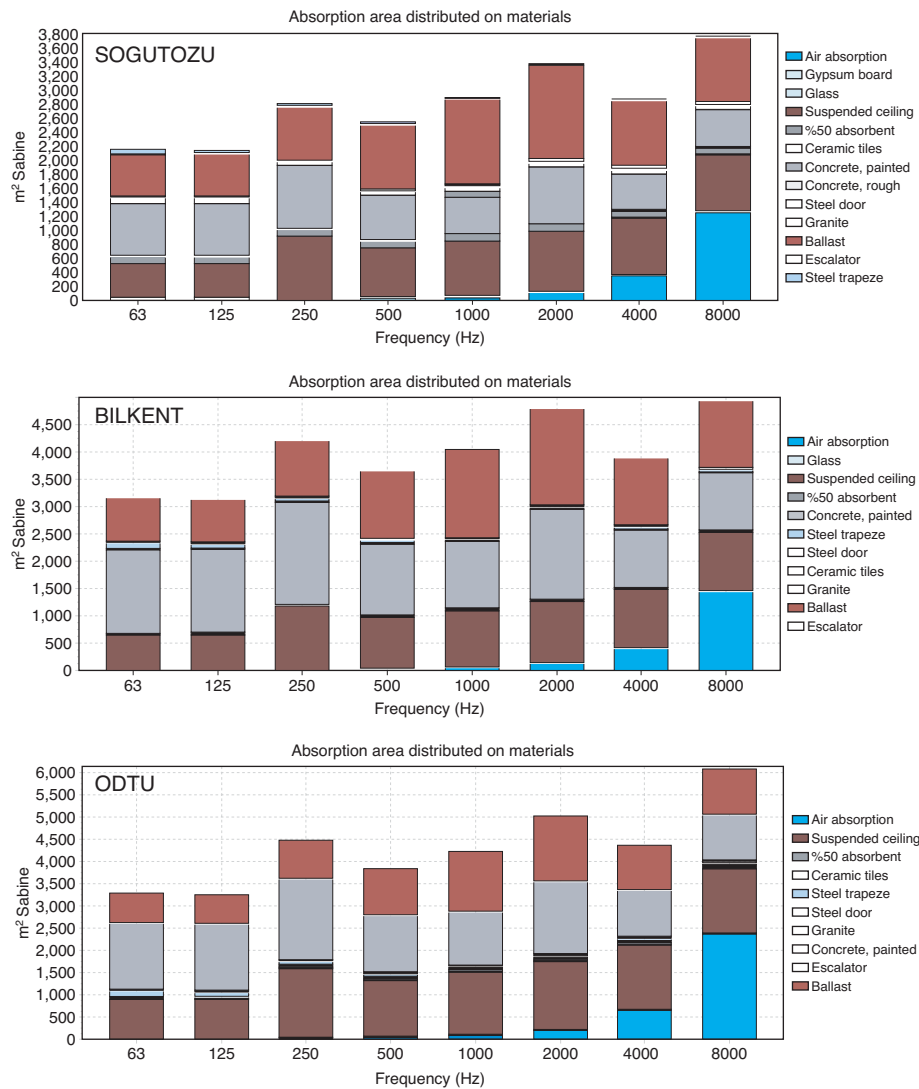 Absorption area distributed on materials
SOGUTOZU
m² Sabine
3,800
3,600
3,400
3,200
3,000
2,800
2,600
2,400
2,200
2,000
1,800
1,600
1,400
1,200
1,000
800
600
400
200
0
63 125 250 500 1000 2000 4000 8000
Frequency (Hz)
Air absorption
Gypsum board
Glass
Suspended ceiling
%50 absorbent
Ceramic tiles
Concrete, painted
Concrete, rough
Steel door
Granite
Ballast
Escalator
Steel trapeze
Absorption area distributed on materials
BILKENT
m² Sabine
4,500
4,000
3,500
3,000
2,500
2,000
1,500
1,000
500
0
63 125 250 500 1000 2000 4000 8000
Frequency (Hz)
Air absorption
Glass
Suspended ceiling
%50 absorbent
Concrete, painted
Steel trapeze
Steel door
Ceramic tiles
Granite
Ballast
Escalator
Absorption area distributed on materials
ODTU
m² Sabine
6,000
5,500
5,000
4,500
4,000
3,500
3,000
2,500
2,000
1,500
1,000
500
0
63 125 250 500 1000 2000 4000 8000
Frequency (Hz)
Air absorption
Suspended ceiling
%50 absorbent
Ceramic tiles
Steel trapeze
Steel door
Granite
Concrete, painted
Escalator
Ballast